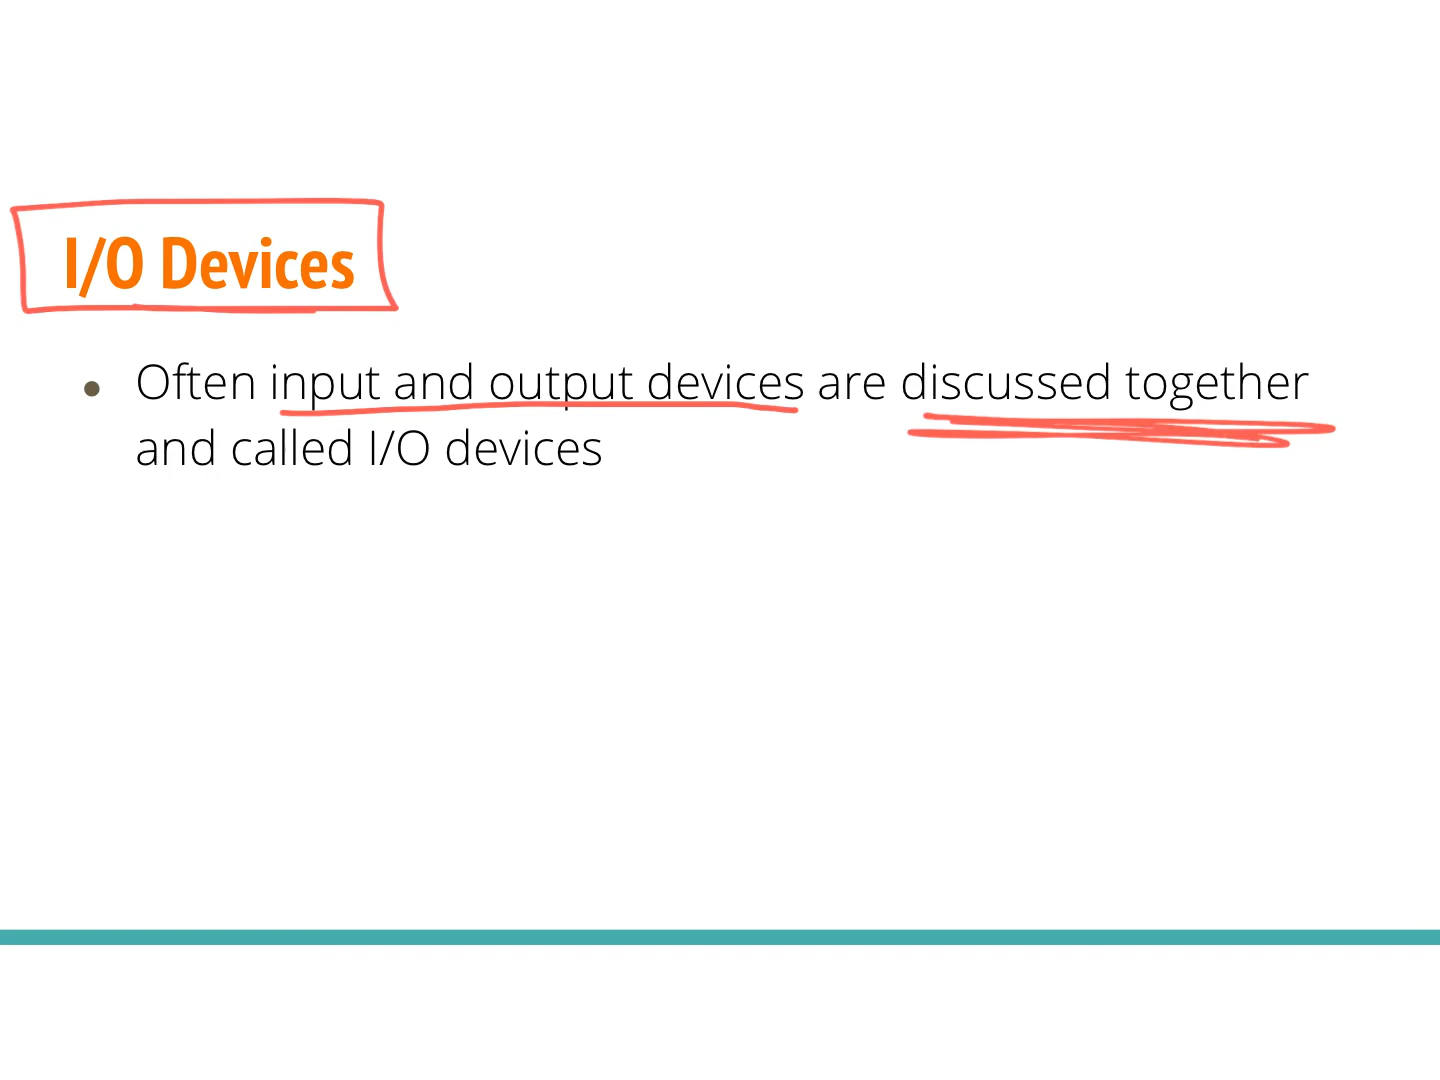 I/O Devices
● Often input and output devices are discussed together
and called I/O devices